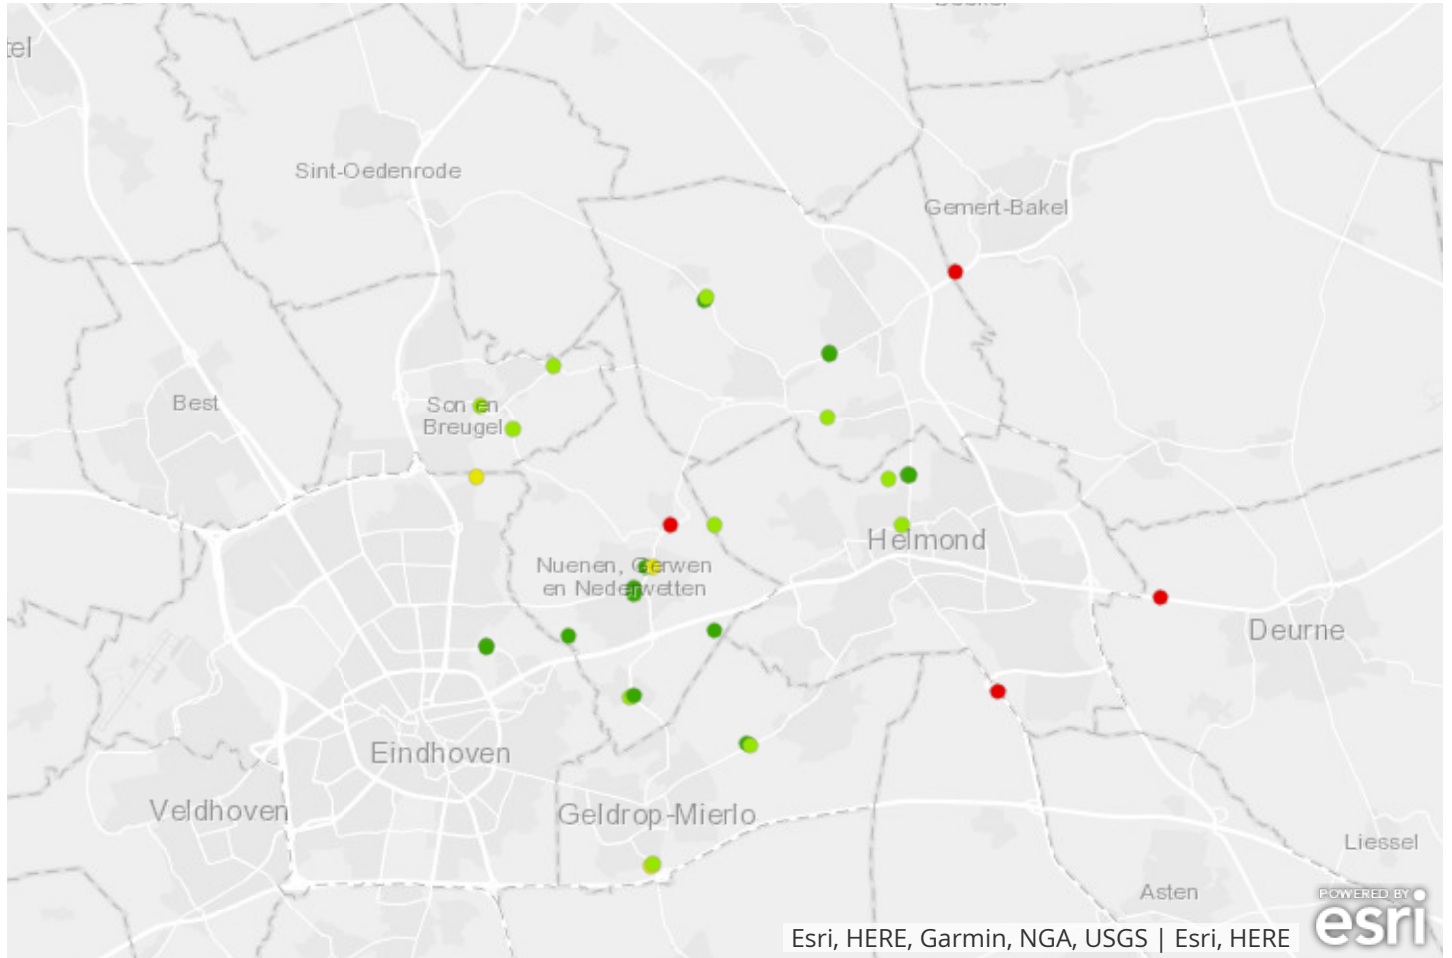 Sint-Oedenrode
Gemert-Bakel
Best
Son en
Breugel
Helmond
Nuenen, Gerwen
en Nederwetten
Deurne
Eindhoven
Veldhoven
Geldrop-Mierlo
Liessel
Asten
POWERED BY
esri
Esri, HERE, Garmin, NGA, USGS | Esri, HERE